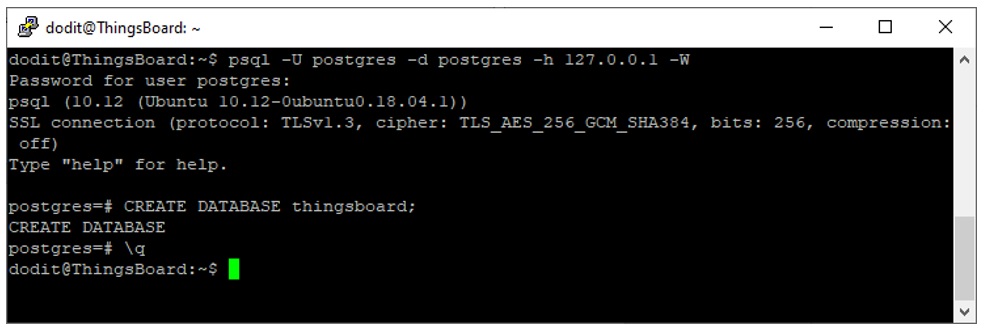 dodit@ThingsBoard: ~
dodit@ThingsBoard:~$ psql -U postgres -d postgres -h 127.0.0.1 -W
Password for user postgres:
psql (10.12 (Ubuntu 10.12-0ubuntu0.18.04.1))
SSL connection (protocol: TLSv1.3, cipher: TLS_AES_256_GCM_SHA384, bits: 256, compression:
off)
Type "help" for help.
postgres=# CREATE DATABASE thingsboard;
CREATE DATABASE
postgres=# \q
dodit@ThingsBoard:~$